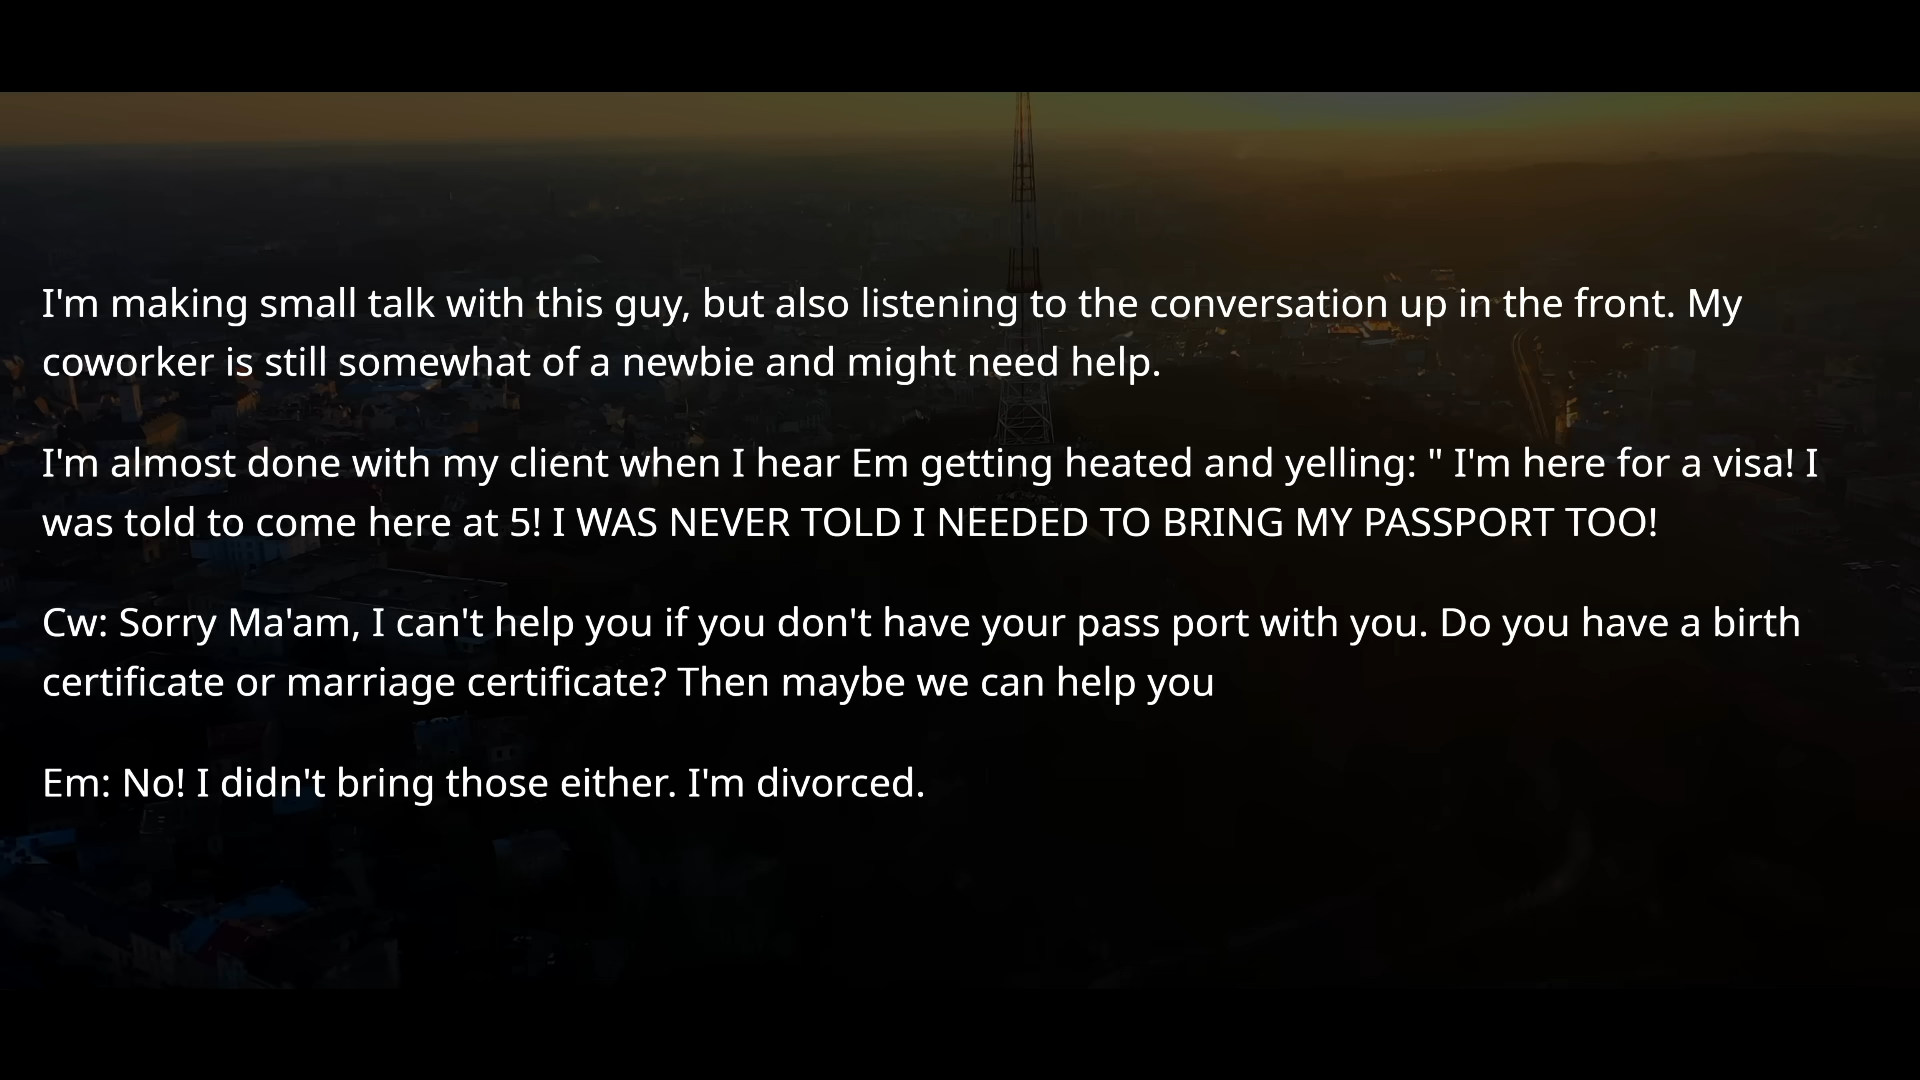 I'm making small talk with this guy, but also listening to the conversation up in the front. My
coworker is still somewhat of a newbie and might need help.
I'm almost done with my client when I hear Em getting heated and yelling: " I'm here for a visa! I
was told to come here at 5! I WAS NEVER TOLD I NEEDED TO BRING MY PASSPORT TOO!
Cw: Sorry Ma'am, I can't help you if you don't have your pass port with you. Do you have a birth
certificate or marriage certificate? Then maybe we can help you
Em: No! I didn't bring those either. I'm divorced.